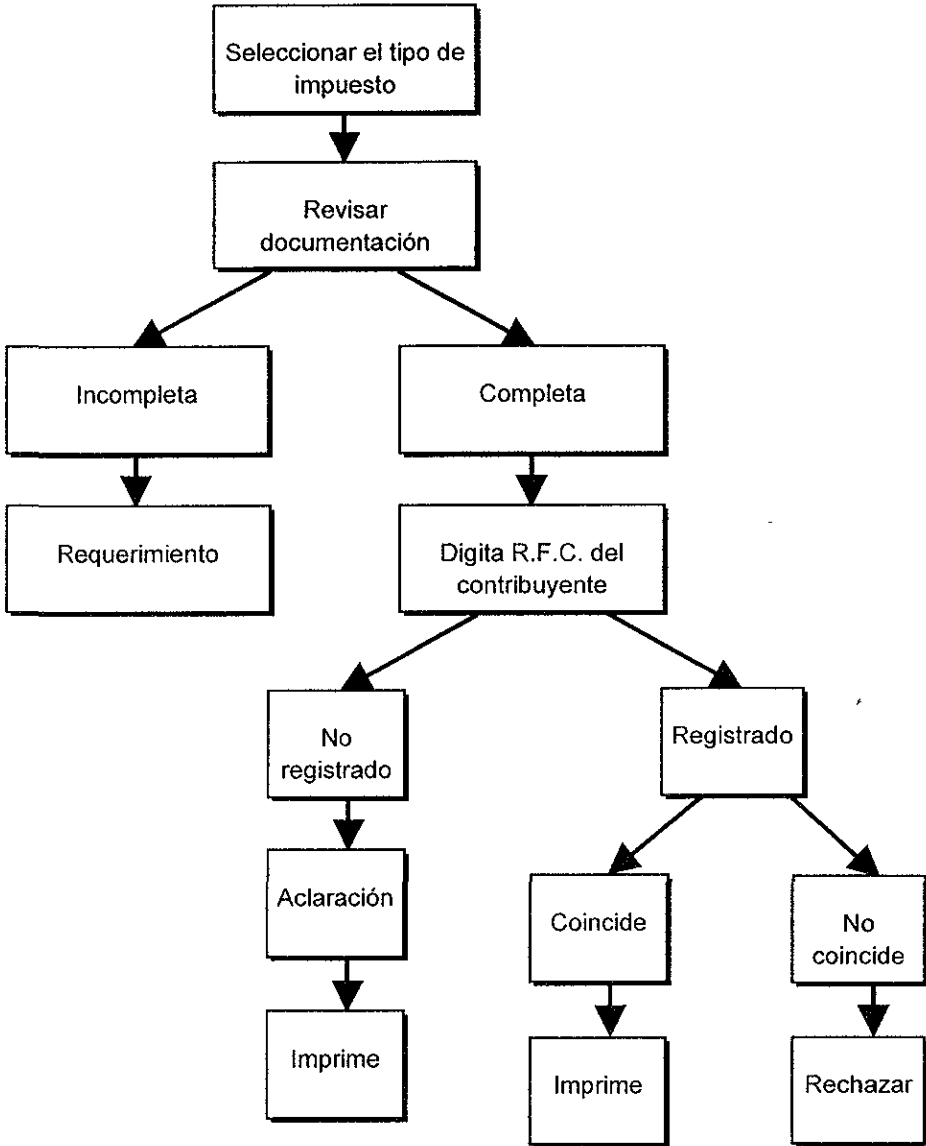 Seleccionar el tipo de
impuesto
Revisar
documentación
Incompleta
Completa
Requerimiento
Digita R.F.C. del
contribuyente
No
registrado
Registrado
Aclaración
Coincide
No
coincide
Imprime
Imprime
Rechazar